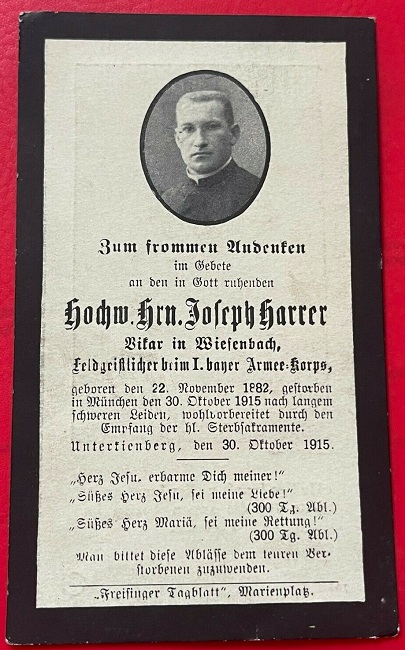 Zum frommen Andenken
im Gebete
an den in Gott ruhenden
Hochw. Hrn. Joseph Harrer
Vikar in Wiesenbach,
Feldgeistlicher beim I. bayer Armee-Korps,
geboren den 22. November 1882, gestorben
in München den 30. Oktober 1915 nach langem
schweren Leiden, wohlvorbereitet durch den
Empfang der hl. Sterbsakramente.
Unterkienberg, den 30. Oktober 1915.
„Herz Jesu, erbarme Dich meiner!"
„Süßes Herz Jesu, sei meine Liebe!"
(300 Tg. Abl.)
„Süßes Herz Mariä, sei meine Rettung!"
(300 Tg. Abl.)
Man bittet diese Ablässe dem teuren Ver-
storbenen zuzuwenden.
„Freisinger Tagblatt", Marienplatz.